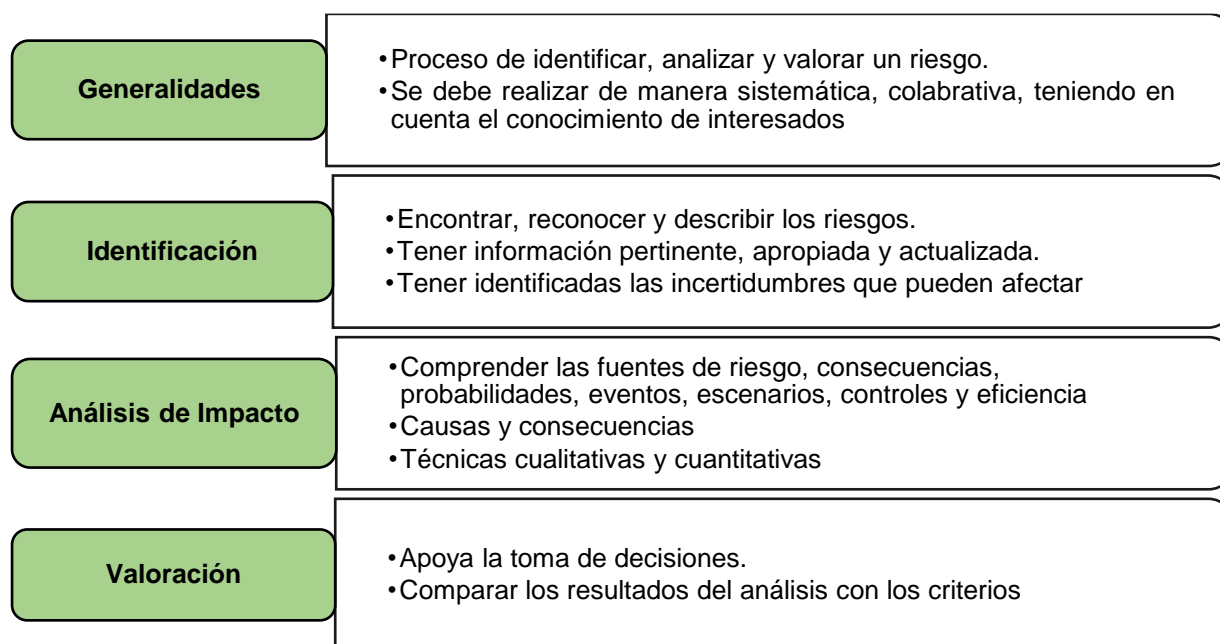 Generalidades
•Proceso de identificar, analizar y valorar un riesgo.
•Se debe realizar de manera sistemática, colabrativa, teniendo en
cuenta el conocimiento de interesados
Identificación
•Encontrar, reconocer y describir los riesgos.
•Tener información pertinente, apropiada y actualizada.
•Tener identificadas las incertidumbres que pueden afectar
Análisis de Impacto
•Comprender las fuentes de riesgo, consecuencias,
probabilidades, eventos, escenarios, controles y eficiencia
•Causas y consecuencias
•Técnicas cualitativas y cuantitativas
Valoración
•Apoya la toma de decisiones.
•Comparar los resultados del análisis con los criterios